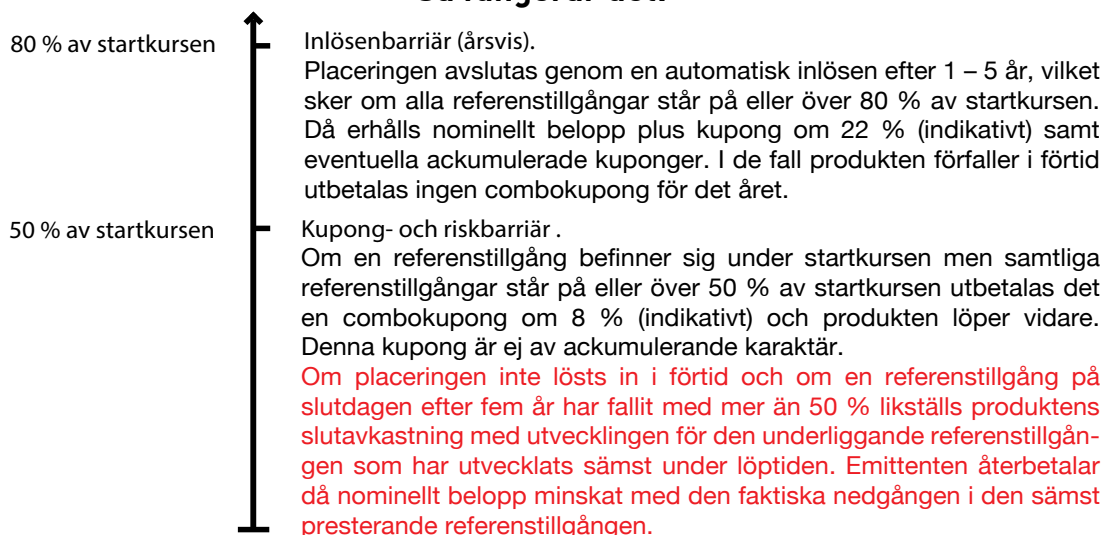 80 % av startkursen
Inlösenbarriär (årsvis).
Placeringen avslutas genom en automatisk inlösen efter 1 – 5 år, vilket
sker om alla referenstillgångar står på eller över 80 % av startkursen.
Då erhålls nominellt belopp plus kupong om 22 % (indikativt) samt
eventuella ackumulerade kuponger. I de fall produkten förfaller i förtid
utbetalas ingen combokupong för det året.
50 % av startkursen
Kupong- och riskbarriär .
Om en referenstillgång befinner sig under startkursen men samtliga
referenstillgångar står på eller över 50 % av startkursen utbetalas det
en combokupong om 8 % (indikativt) och produkten löper vidare.
Denna kupong är ej av ackumulerande karaktär.
Om placeringen inte lösts in i förtid och om en referenstillgång på
slutdagen efter fem år har fallit med mer än 50 % likställs produktens
slutavkastning med utvecklingen för den underliggande referenstillgån-
gen som har utvecklats sämst under löptiden. Emittenten återbetalar
då nominellt belopp minskat med den faktiska nedgången i den sämst
presterande referenstillgången.